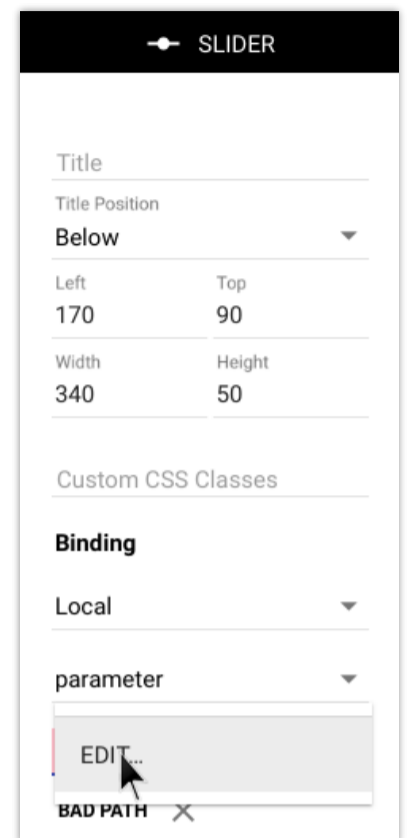 SLIDER
Title
Title Position
Below
Left Top
170 90
Width Height
340 50
Custom CSS Classes
Binding
Local
parameter
EDIT...
BAD PATH